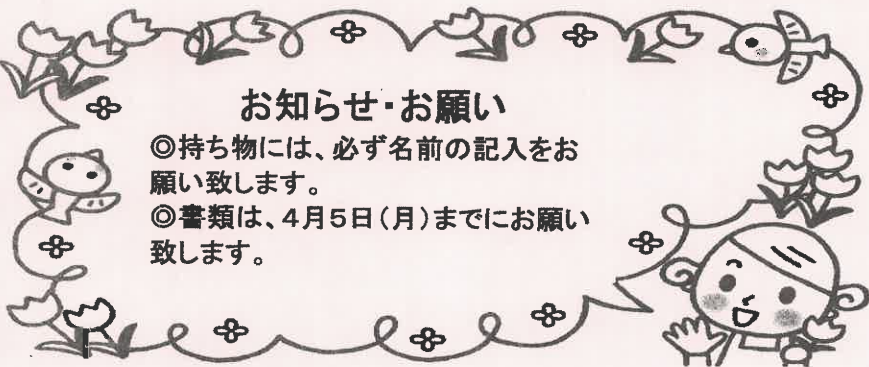 お知らせ・お願い
◎持ち物には、必ず名前の記入をお
願い致します。
◎書類は、4月5日(月)までにお願い
致します。